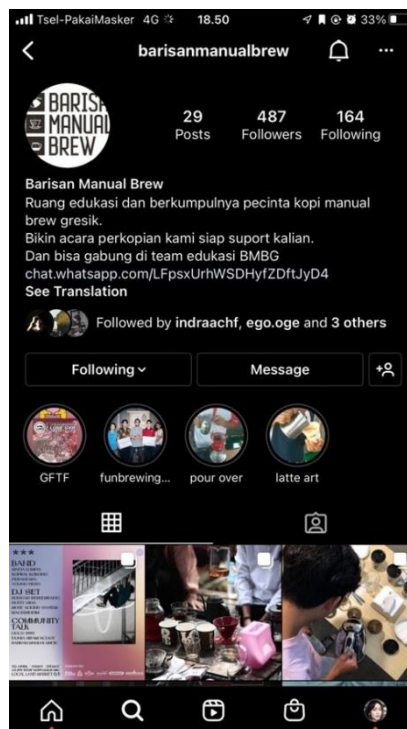 Tsel-PakaiMasker 4G 18.50 33%
barisanmanualbrew
BARISAN
MANUAL
BREW
29 487 164
Posts Followers Following
Barisan Manual Brew
Ruang edukasi dan berkumpulnya pecinta kopi manual
brew gresik.
Bikin acara perkopian kami siap suport kalian.
Dan bisa gabung di team edukasi BMBG
chat.whatsapp.com/LFpsxUrhWSDHyfZDftJyD4
See Translation
Followed by indraachf, ego.oge and 3 others
Following Message
GFTF funbrewing... pour over latte art
BAND
DJ SET
COMMUNITY
TALK